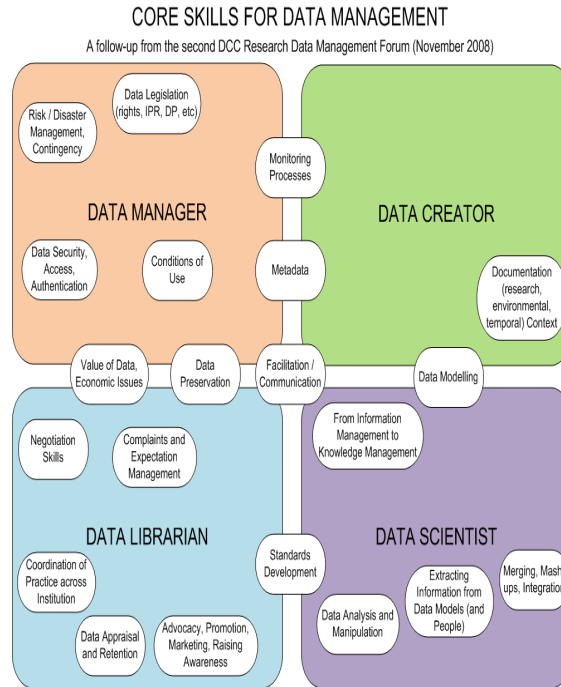 CORE SKILLS FOR DATA MANAGEMENT
A follow-up from the second DCC Research Data Management Forum (November 2008)
Data Legislation
(rights, IPR, DP, etc)
Risk / Disaster
Management,
Contingency
Monitoring
Processes
DATA MANAGER
DATA CREATOR
Data Security,
Access,
Authentication
Conditions of
Use
Metadata
Documentation
(research,
environmental,
temporal) Context
Value of Data,
Economic Issues
Data
Preservation
Facilitation /
Communication
Data Modelling
Negotiation
Skills
Complaints and
Expectation
Management
From Information
Management to
Knowledge Management
DATA LIBRARIAN
DATA SCIENTIST
Coordination of
Practice across
Institution
Standards
Development
Data Appraisal
and Retention
Advocacy, Promotion,
Marketing, Raising
Awareness
Data Analysis and
Manipulation
Extracting
Information from
Data Models (and
People)
Merging, Mash
ups, Integration